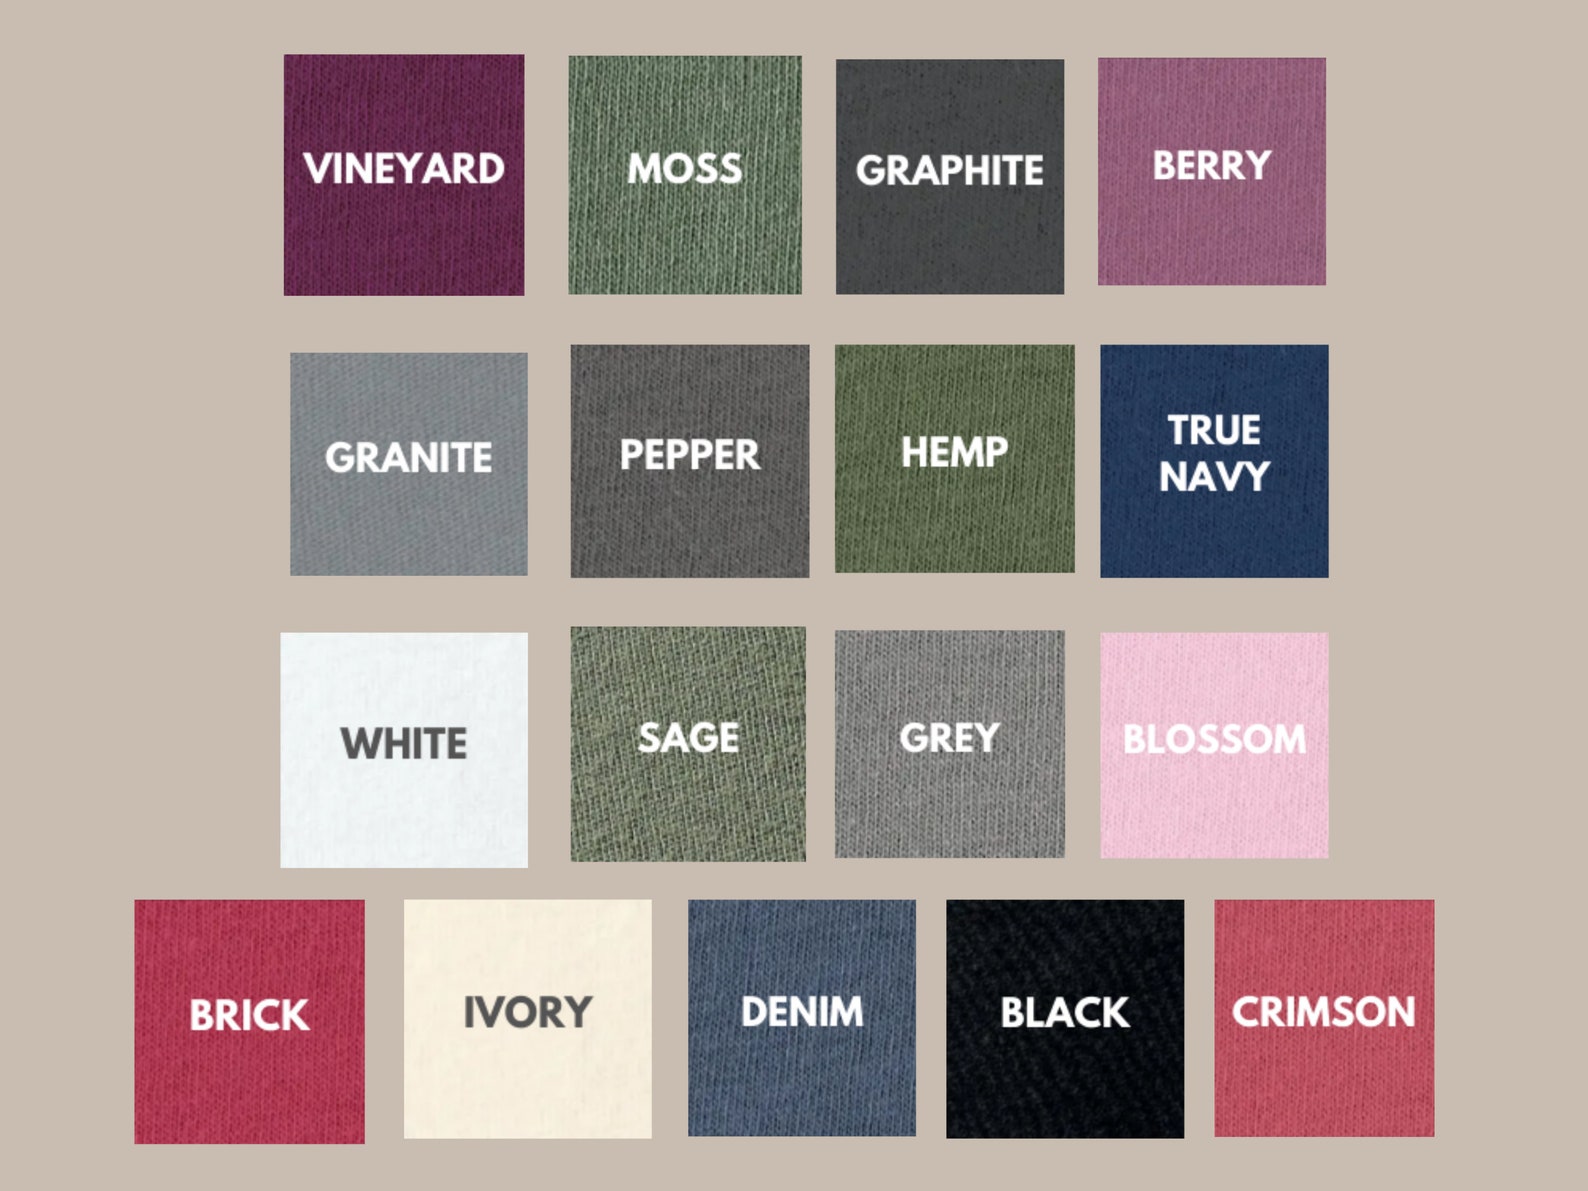 VINEYARD
MOSS
GRAPHITE
BERRY
GRANITE
PEPPER
HEMP
TRUE
NAVY
WHITE
SAGE
GREY
BLOSSOM
BRICK
IVORY
DENIM
BLACK
CRIMSON